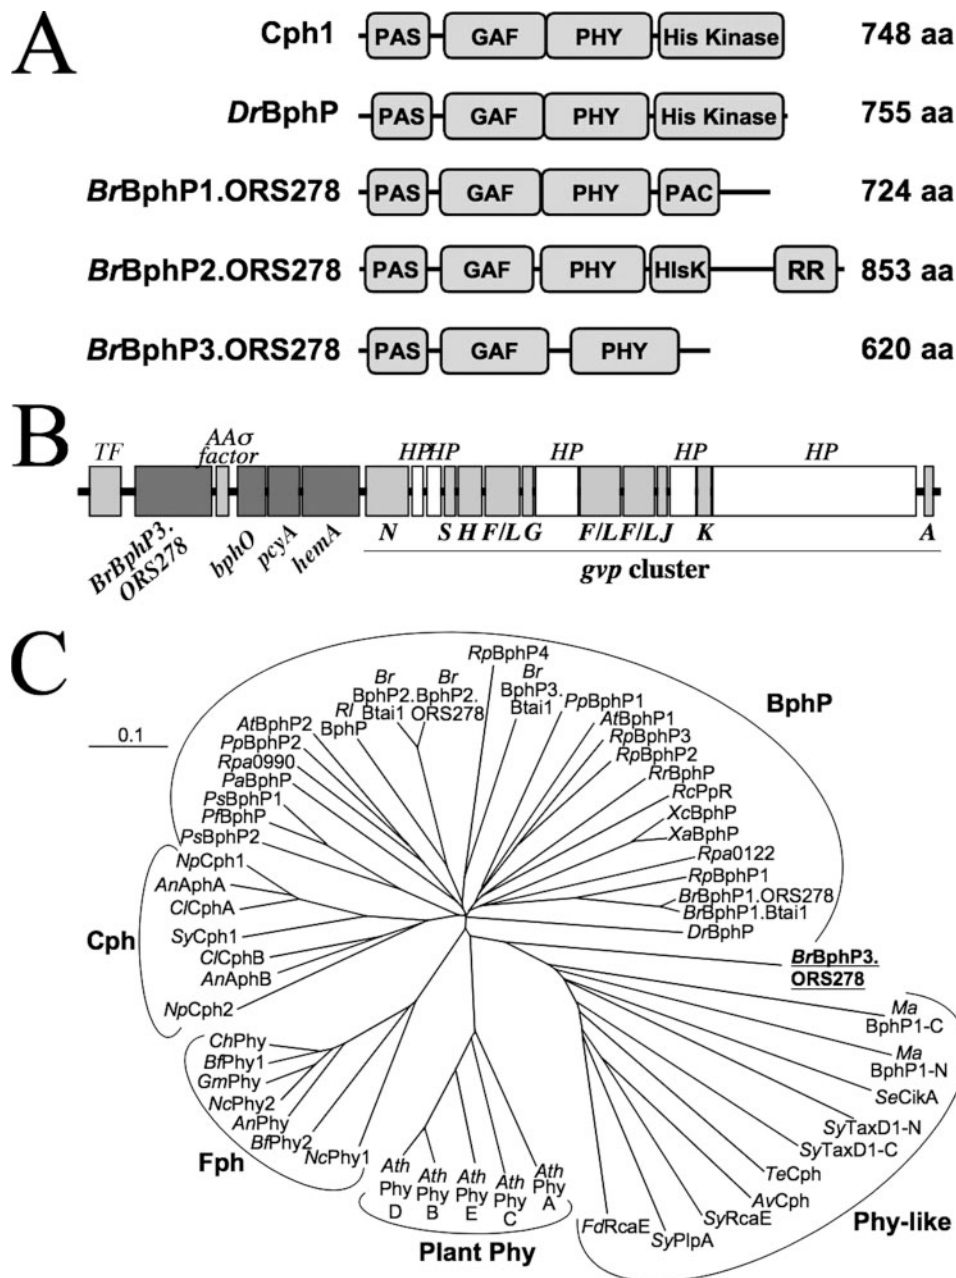 A
Cph1 PAS GAF PHY His Kinase 748 aa
DrBphP PAS GAF PHY His Kinase 755 aa
BrBphP1.ORS278 PAS GAF PHY PAC 724 aa
BrBphP2.ORS278 PAS GAF PHY HisK RR 853 aa
BrBphP3.ORS278 PAS GAF PHY 620 aa
B
TF AAσ HP HP HP HP HP
factor
BrBphP3. bphO pcyA hemA N S H F/L G F/L F/L J K A
ORS278
gvp cluster
C
0.1
BphP
RpBphP4
Br
BphP3.
Btai1
PpBphP1
AtBphP1
RpBphP3
RpBphP2
RrBphP
RcPpR
XcBphP
XaBphP
Rpa0122
RpBphP1
BrBphP1.ORS278
BrBphP1.Btai1
DrBphP
BrBphP3.
ORS278
Ma
BphP1-C
Ma
BphP1-N
SeCikA
SyTaxD1-N
SyTaxD1-C
TeCph
AvCph
SyRcaE
SyPlpA
FdRcaE
Phy-like
Ath
Phy
A
Ath
Phy
C
Ath
Phy
E
Ath
Phy
B
Ath
Phy
D
Plant Phy
NcPhy1
BfPhy2
AnPhy
NcPhy2
GmPhy
BfPhy1
ChPhy
Fph
NpCph2
AnAphB
ClCphB
SyCph1
ClCphA
AnAphA
NpCph1
Cph
PsBphP2
PfBphP
PsBphP1
PaBphP
Rpa0990
PpBphP2
AtBphP2
Rl
BphP
Br
BphP2.
Btai1
Br
BphP2.
ORS278